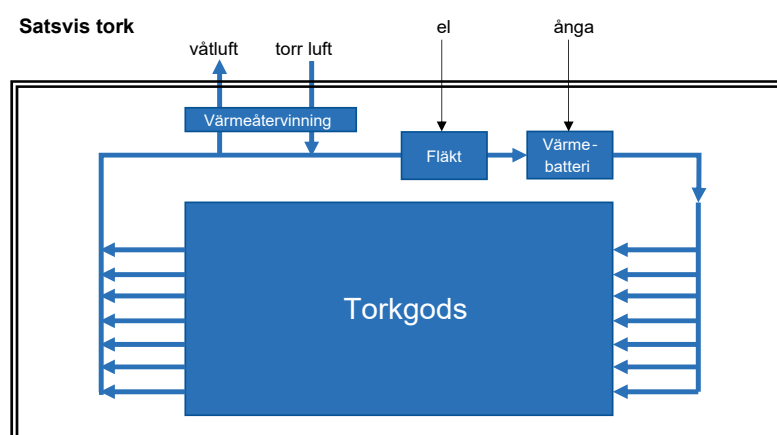 Satsvis tork
våtluft
torr luft
el
ånga
Värmeåtervinning
Fläkt
Värme-
batteri
Torkgods